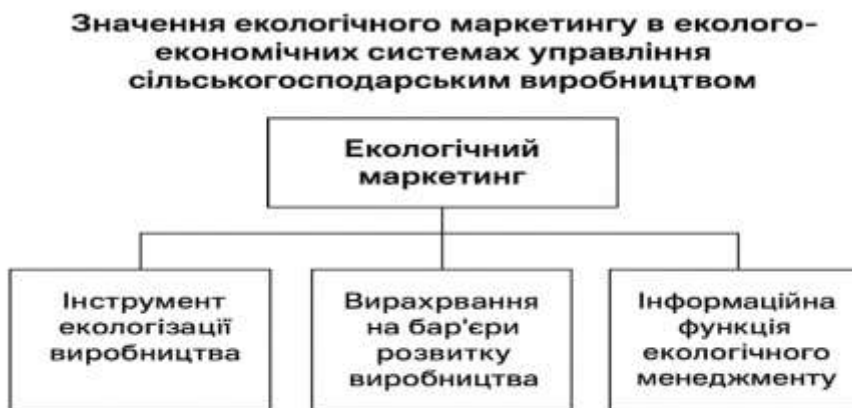 Значення екологічного маркетингу в еколого-
економічних системах управління
сільськогосподарським виробництвом
Екологічний
маркетинг
Інструмент
екологізації
виробництва
Вирахрвання
на бар'єри
розвитку
виробництва
Інформаційна
функція
екологічного
менеджменту